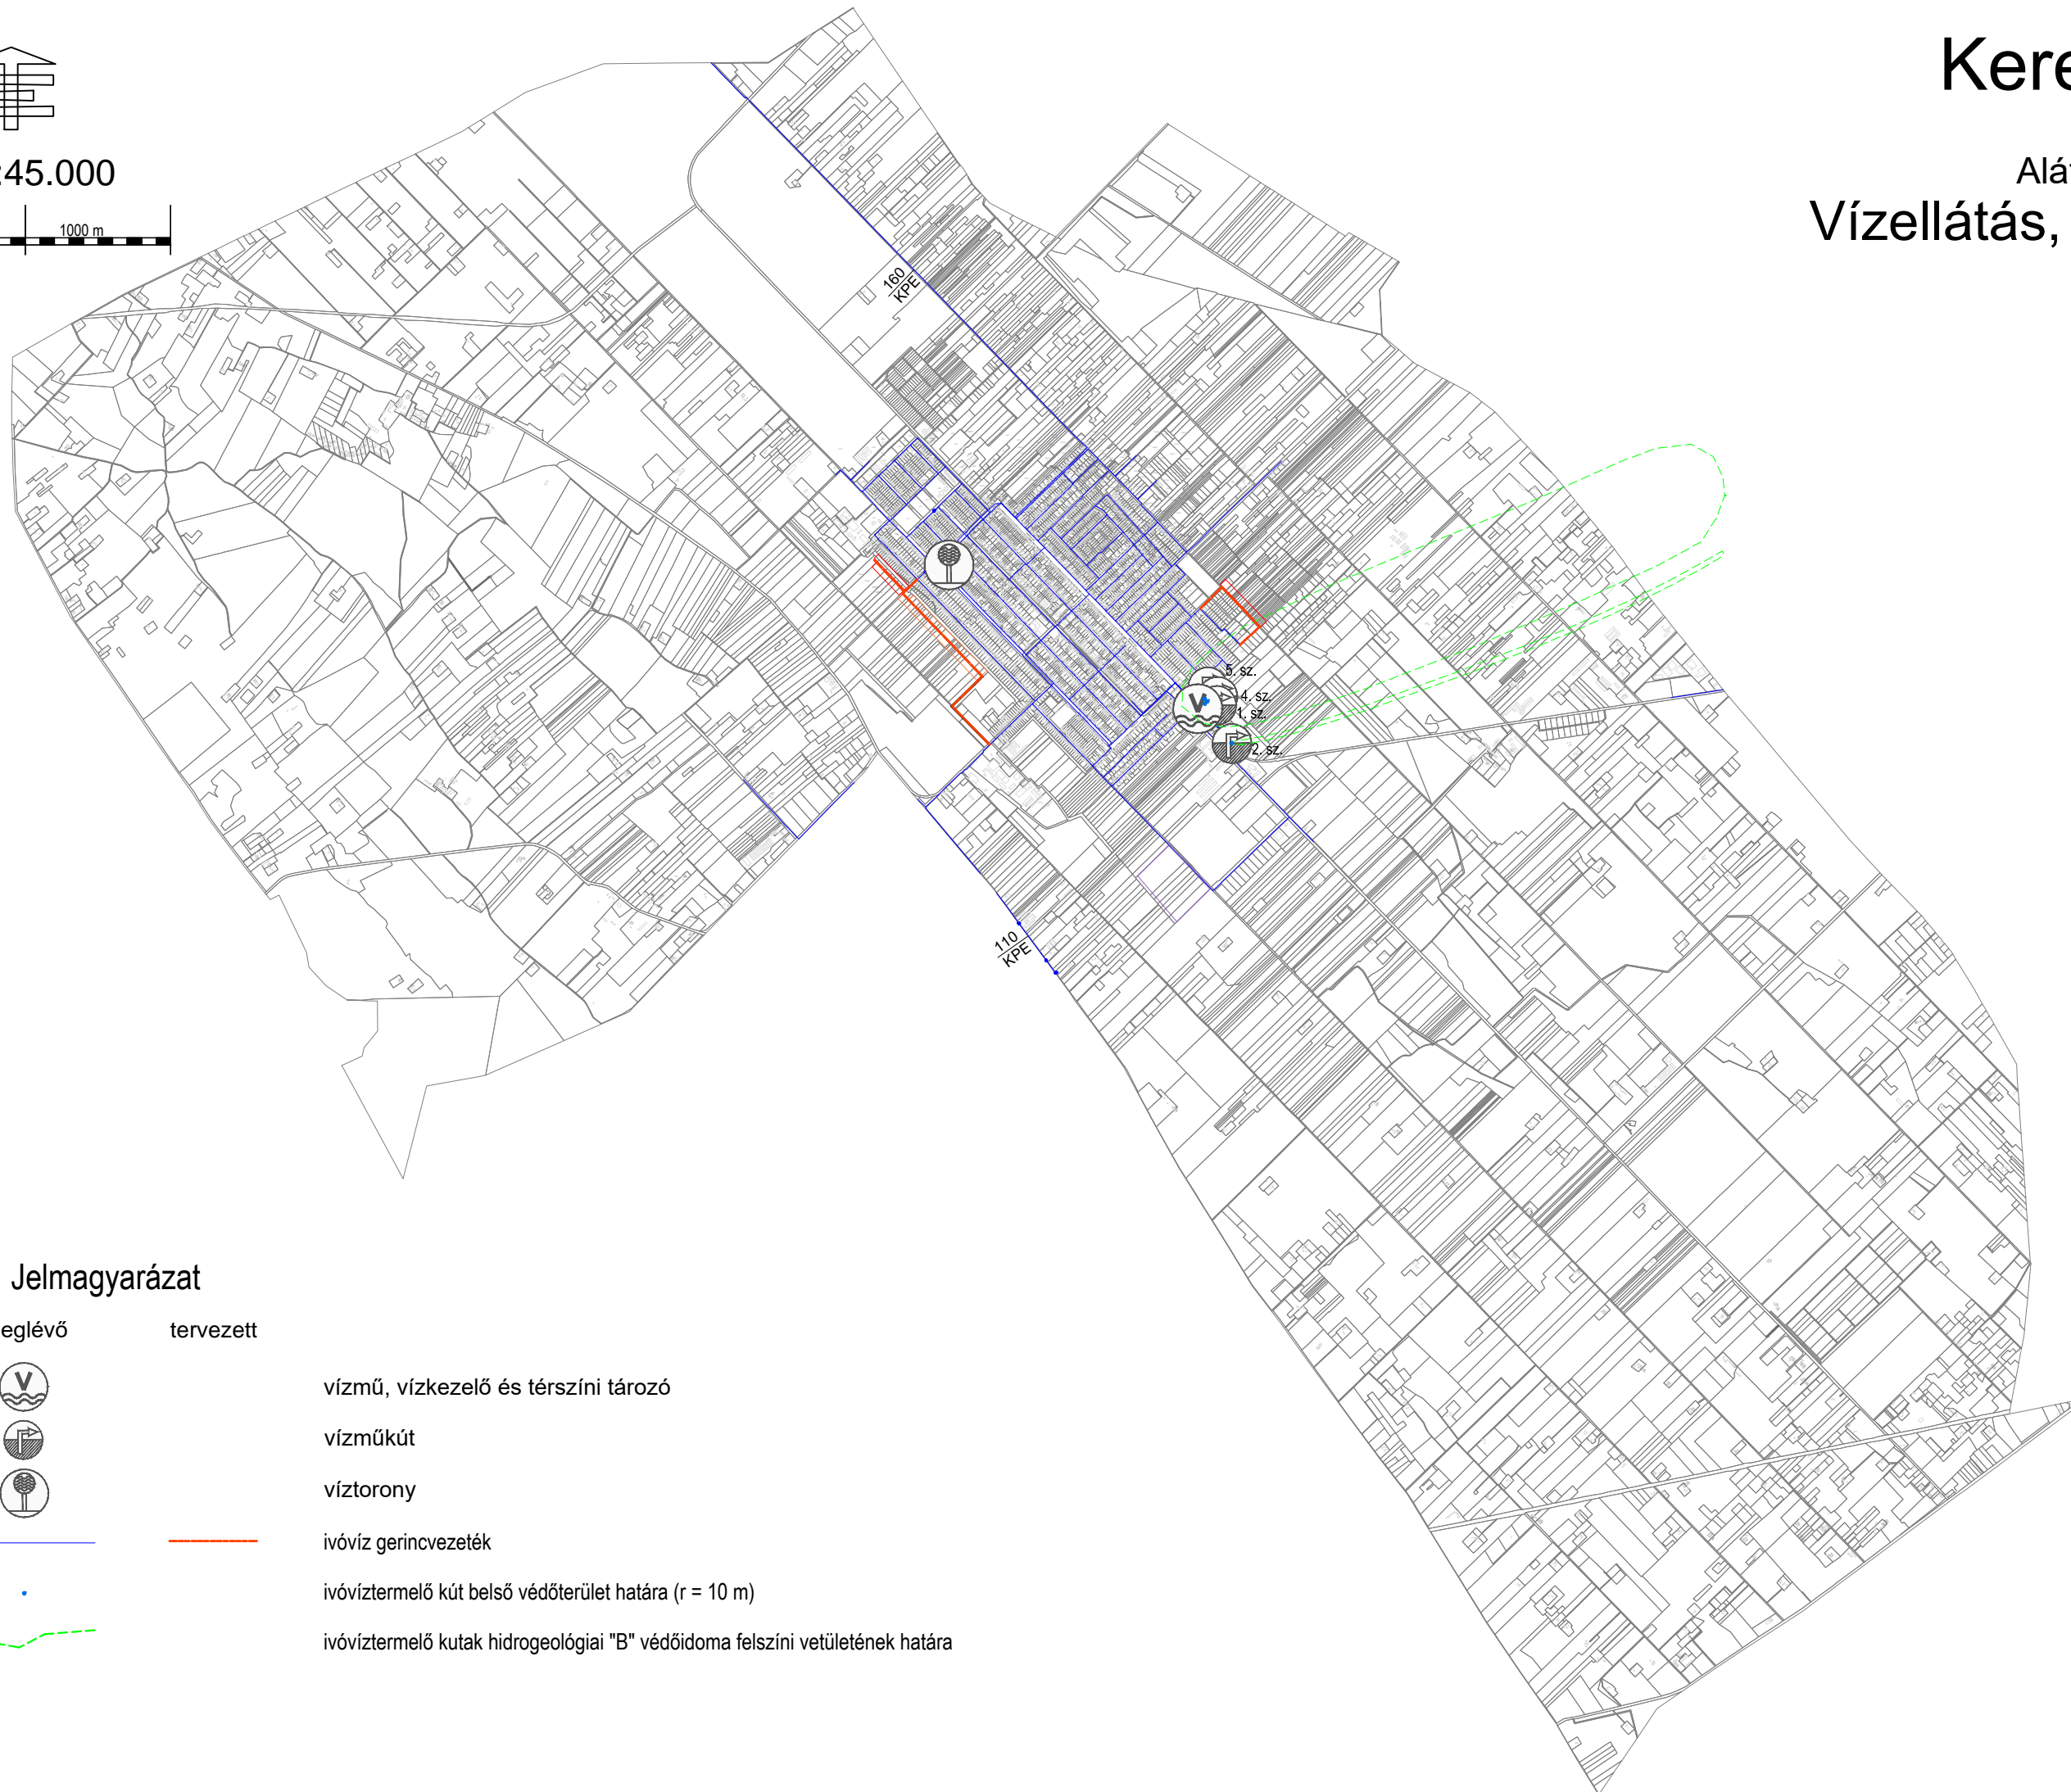 Kere
:45.000
Alá
Vízellátás,
1000 m
160
KPE
5. sz.
4. sz.
1. sz.
2. sz.
110
KPE
Jelmagyarázat
eglévő tervezett
V vízmű, vízkezelő és térszíni tározó
vízműkút
víztorony
ivóvíz gerincvezeték
ivóvíztermelő kút belső védőterület határa (r = 10 m)
ivóvíztermelő kutak hidrogeológiai "B" védőidoma felszíni vetületének határa